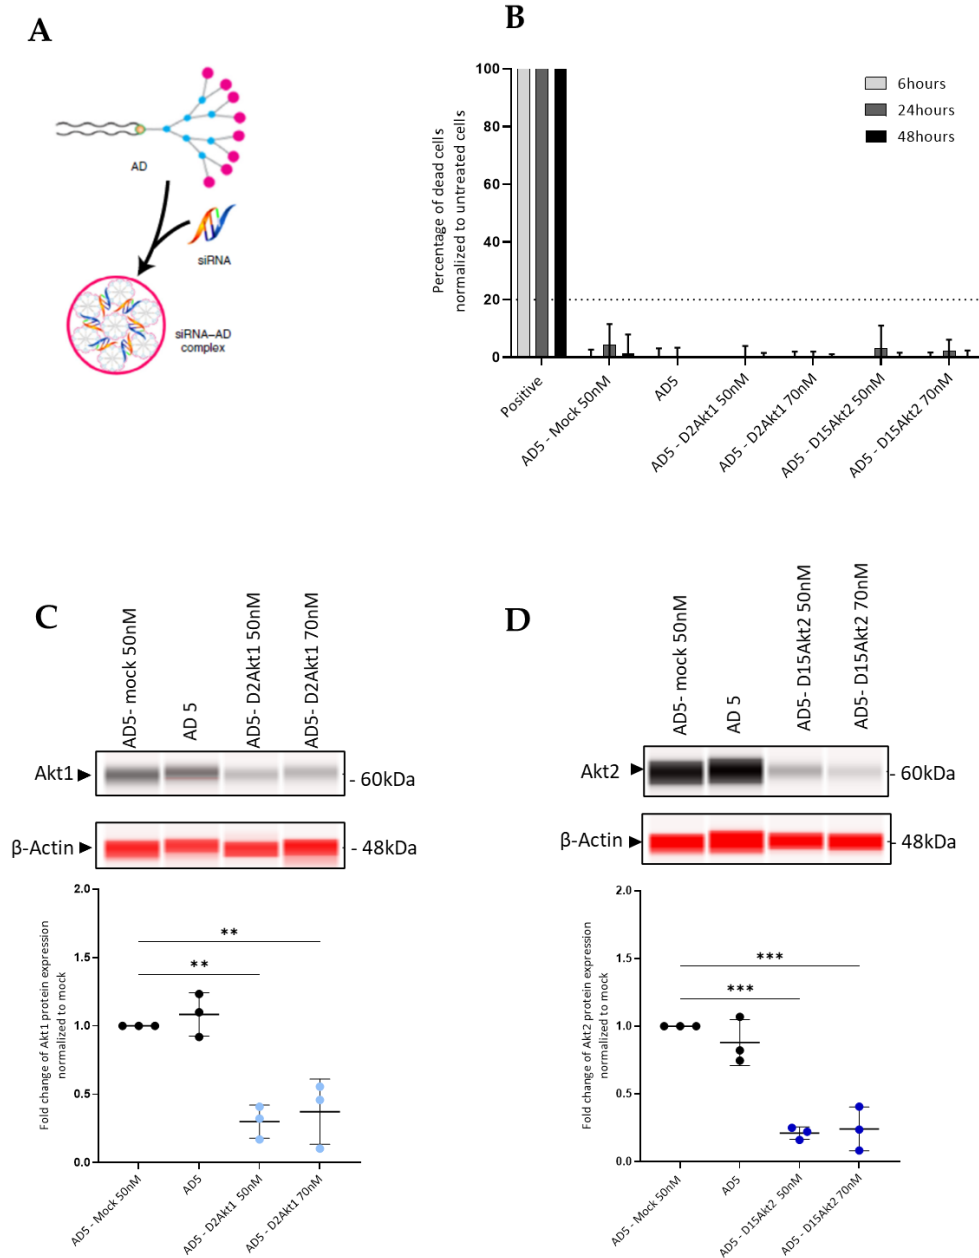 A
AD
siRNA
siRNA–AD
complex
B
Percentage of dead cells
normalized to untreated cells
100
80
60
40
20
0
6hours
24hours
48hours
Positive
AD5 - Mock 50nM
AD5
AD5 - D2Akt1 50nM
AD5 - D2Akt1 70nM
AD5 - D15Akt2 50nM
AD5 - D15Akt2 70nM
C
AD5- mock 50nM
AD 5
AD5- D2Akt1 50nM
AD5- D2Akt1 70nM
Akt1
- 60kDa
β-Actin
- 48kDa
Fold change of Akt1 protein expression
normalized to mock
2.0
1.5
1.0
0.5
0.0
**
**
AD5 - Mock 50nM
AD5
AD5 - D2Akt1 50nM
AD5 - D2Akt1 70nM
D
AD5- mock 50nM
AD 5
AD5- D15Akt2 50nM
AD5- D15Akt2 70nM
Akt2
- 60kDa
β-Actin
- 48kDa
Fold change of Akt2 protein expression
normalized to mock
2.0
1.5
1.0
0.5
0.0
***
***
AD5 - Mock 50nM
AD5
AD5 - D15Akt2 50nM
AD5 - D15Akt2 70nM